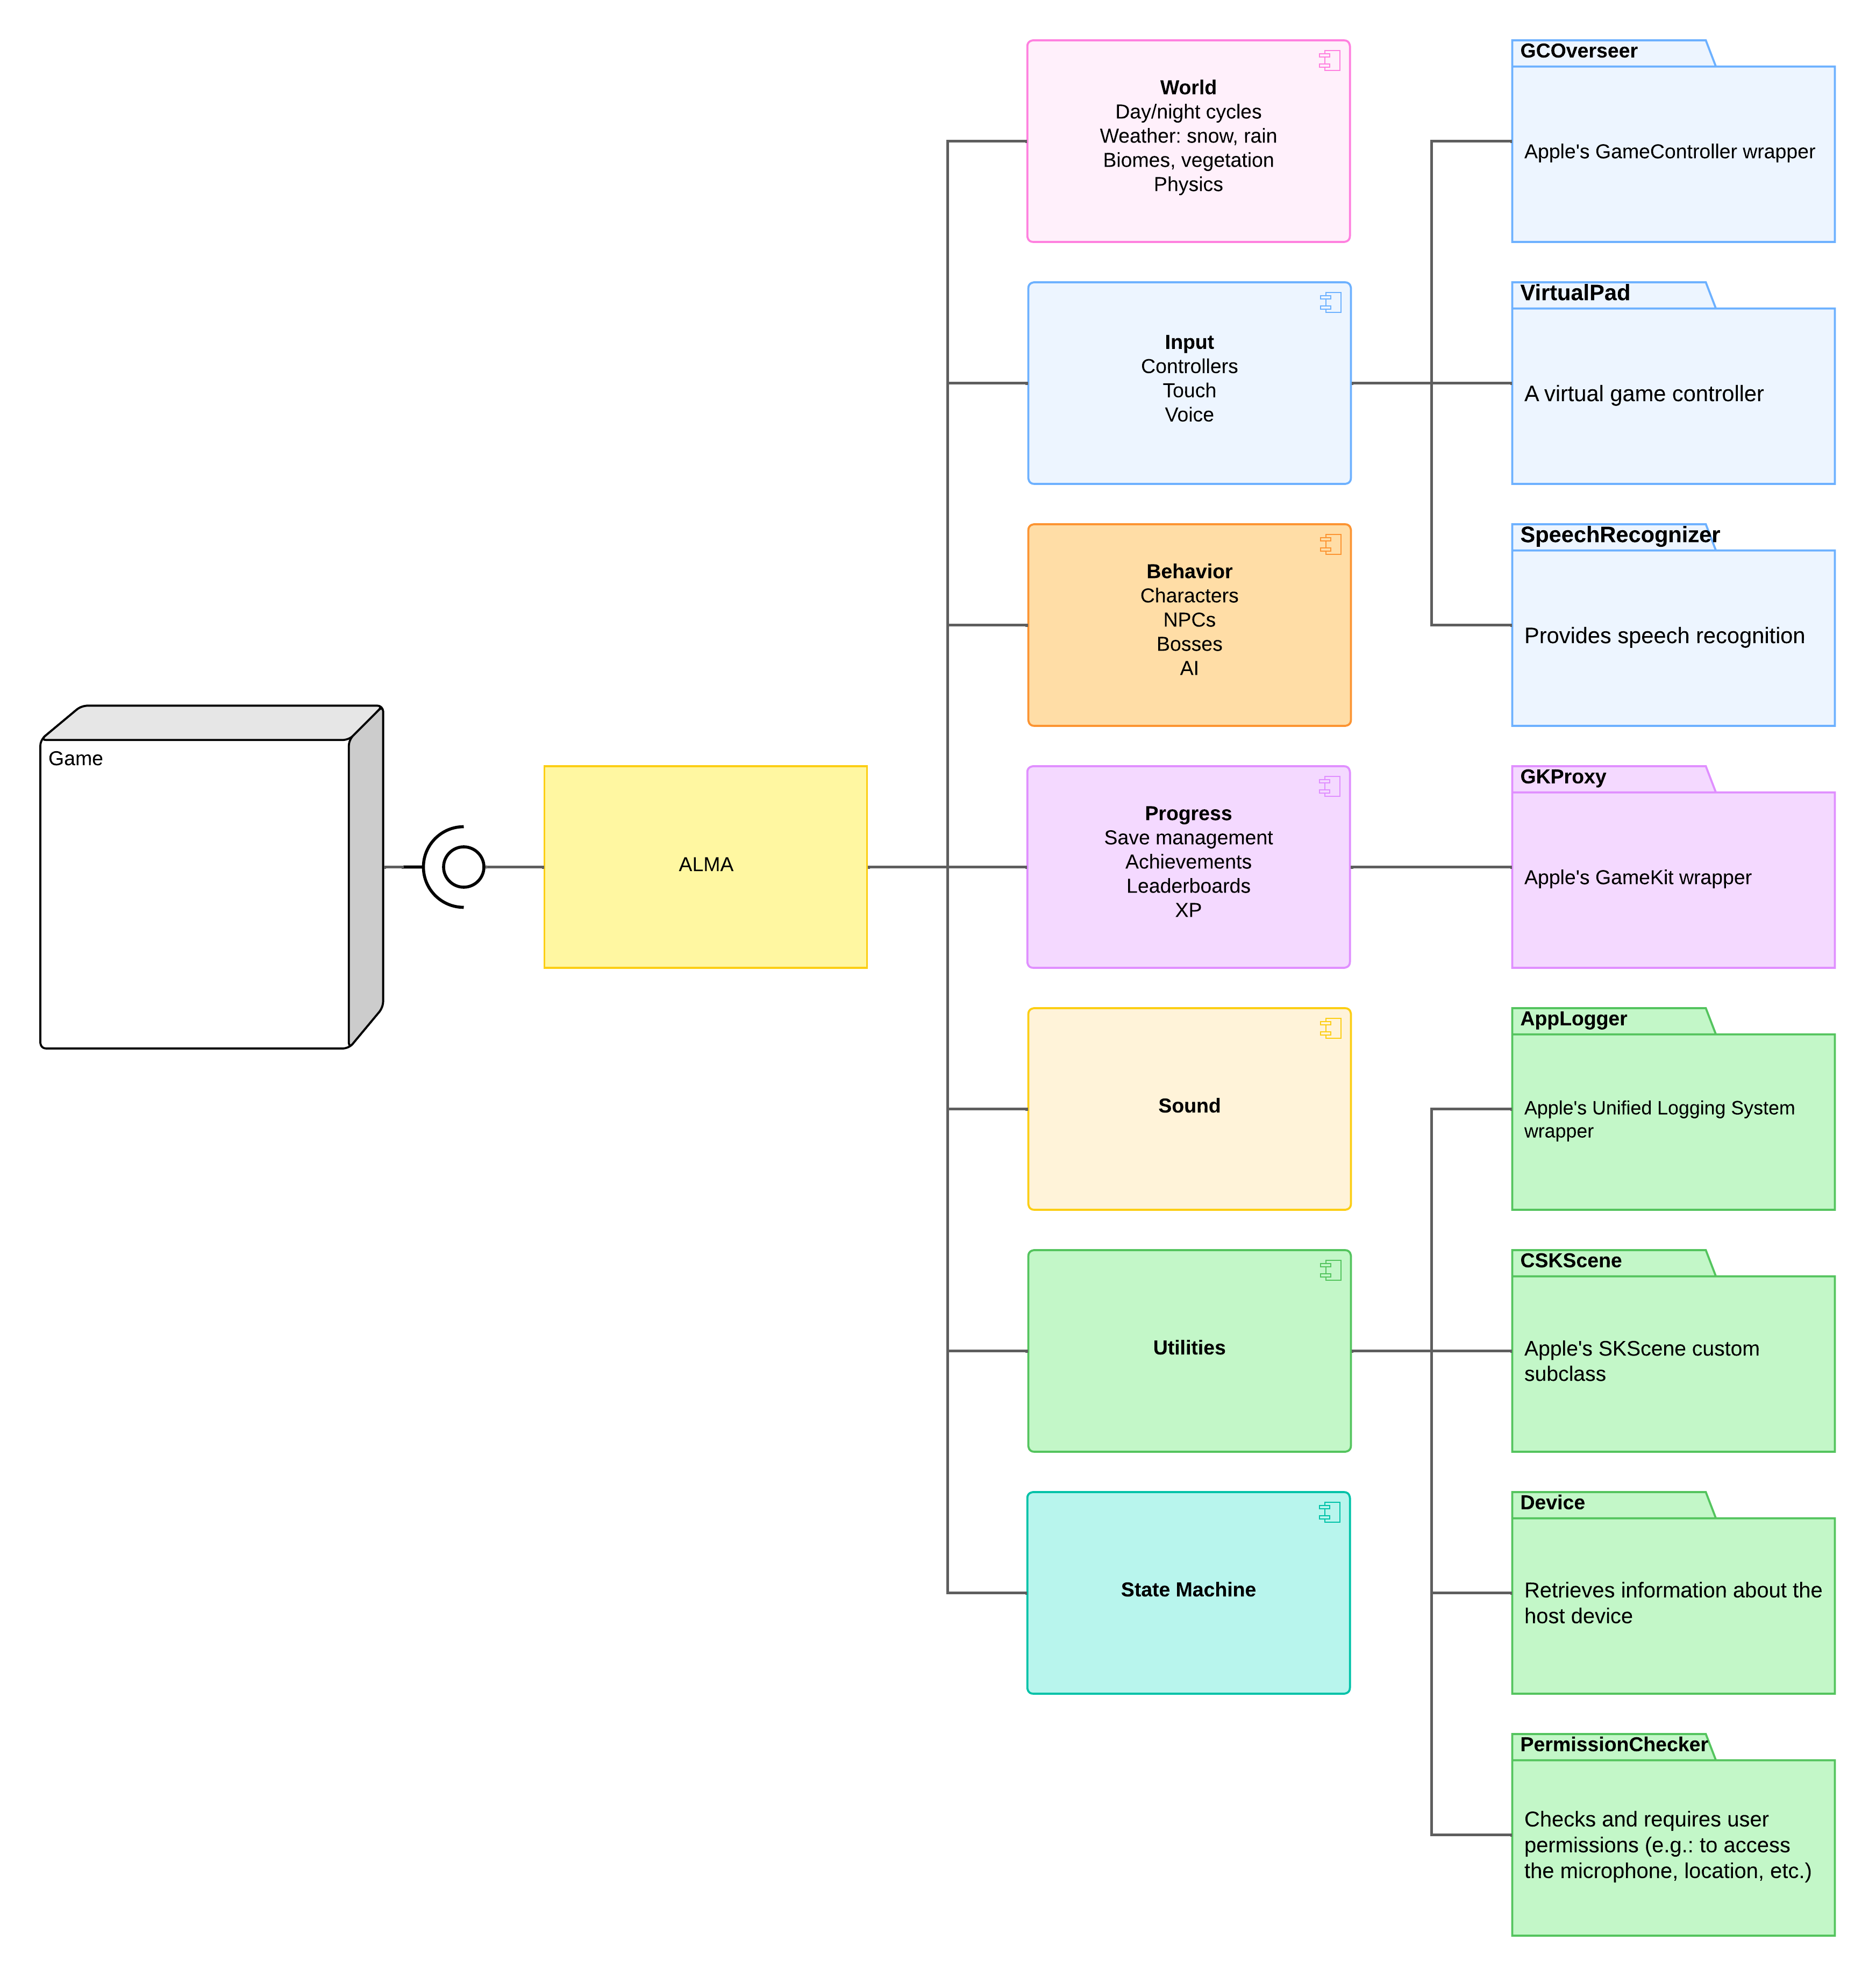 Game
ALMA
World
Day/night cycles
Weather: snow, rain
Biomes, vegetation
Physics
Input
Controllers
Touch
Voice
Behavior
Characters
NPCs
Bosses
AI
Progress
Save management
Achievements
Leaderboards
XP
Sound
Utilities
State Machine
GCOverseer
Apple's GameController wrapper
VirtualPad
A virtual game controller
SpeechRecognizer
Provides speech recognition
GKProxy
Apple's GameKit wrapper
AppLogger
Apple's Unified Logging System
wrapper
CSKScene
Apple's SKScene custom
subclass
Device
Retrieves information about the
host device
PermissionChecker
Checks and requires user
permissions (e.g.: to access
the microphone, location, etc.)